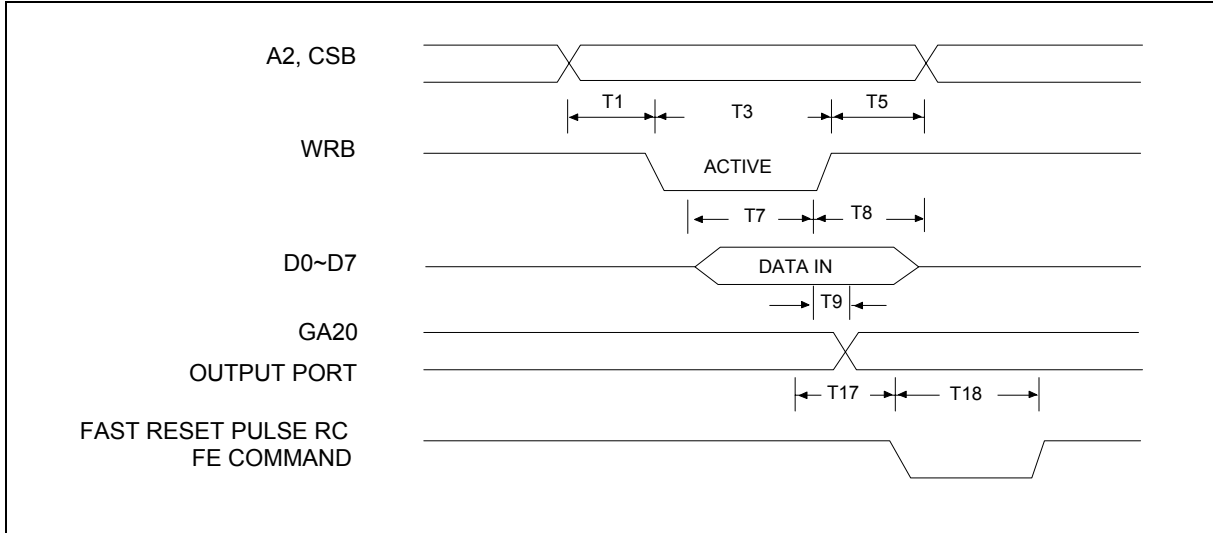 A2, CSB
T1
T3
T5
WRB
ACTIVE
T7
T8
D0~D7
DATA IN
T9
GA20
OUTPUT PORT
T17
T18
FAST RESET PULSE RC
FE COMMAND